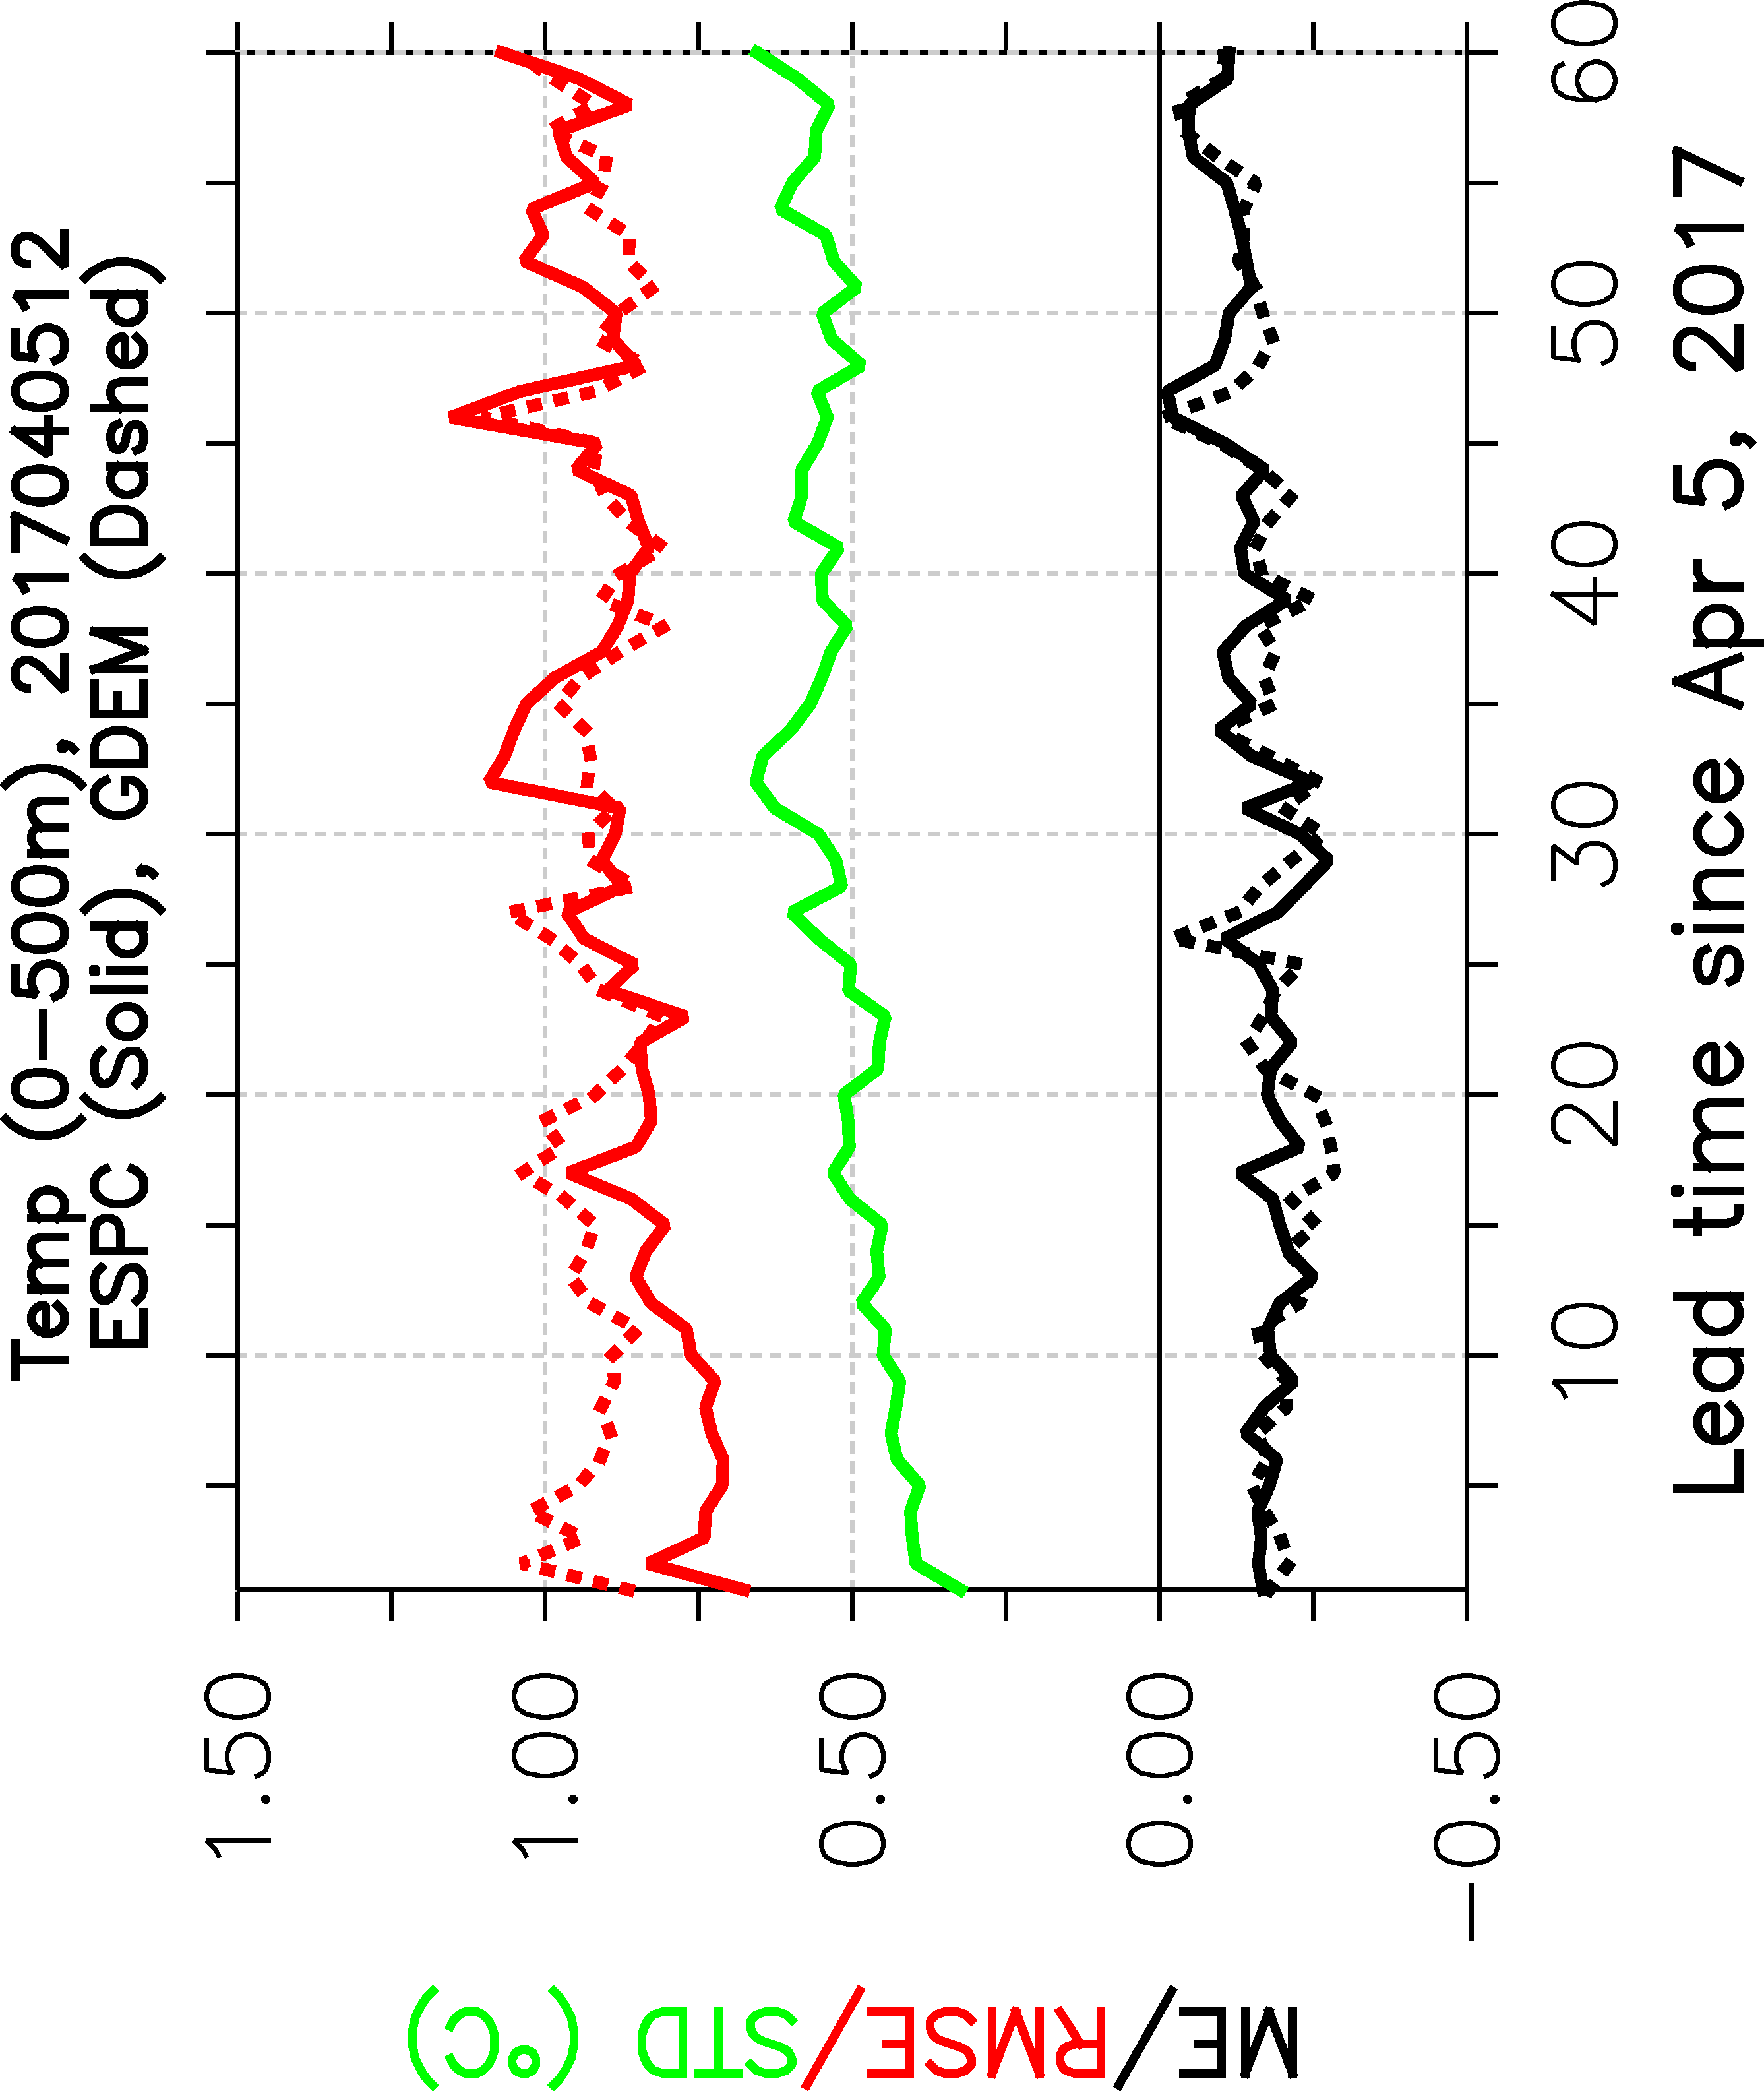 Temp (0-500m), 2017040512
ESPC (Solid), GDEM (Dashed)
ME/RMSE/STD (°C)
1.50
1.00
0.50
0.00
-0.50
10 20 30 40 50 60
Lead time since Apr 5, 2017